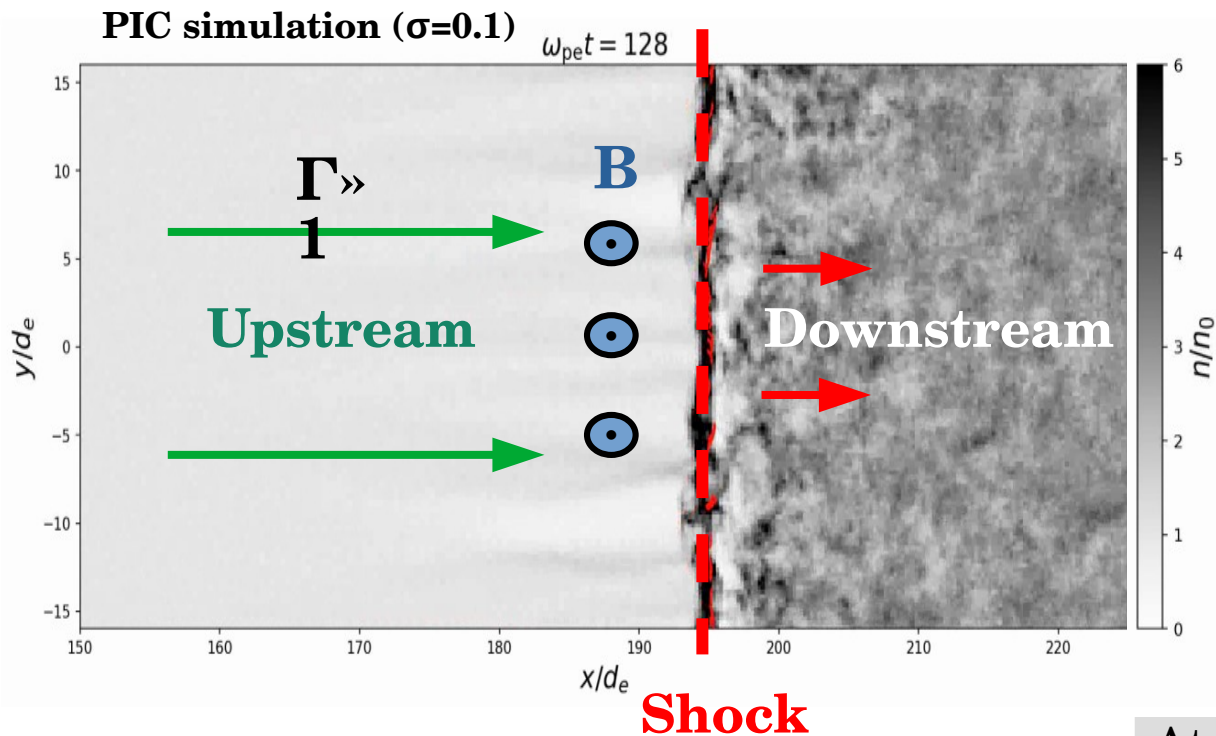 PIC simulation (σ=0.1)
ω_pe t = 128
Γ»
1
B
Upstream
Downstream
Shock
15
10
5
0
−5
−10
−15
y/d_e
150
160
170
180
190
200
210
220
x/d_e
6
5
4
3
2
1
0
n/n_0